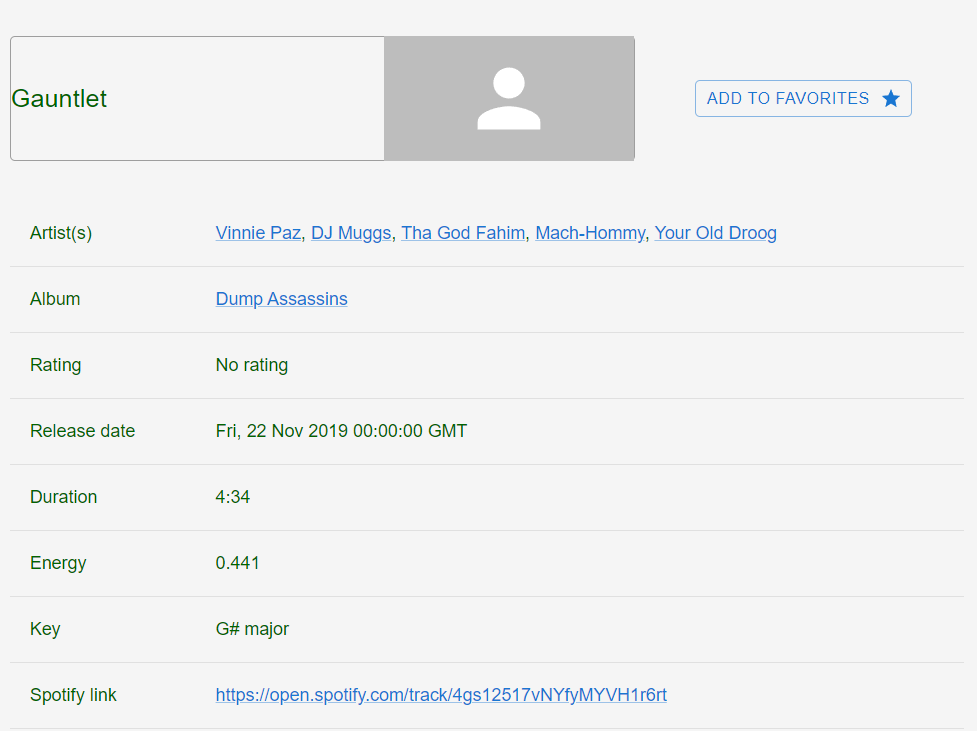 Gauntlet
ADD TO FAVORITES
Artist(s) Vinnie Paz, DJ Muggs, Tha God Fahim, Mach-Hommy, Your Old Droog
Album Dump Assassins
Rating No rating
Release date Fri, 22 Nov 2019 00:00:00 GMT
Duration 4:34
Energy 0.441
Key G# major
Spotify link https://open.spotify.com/track/4gs12517vNYfyMYVH1r6rt